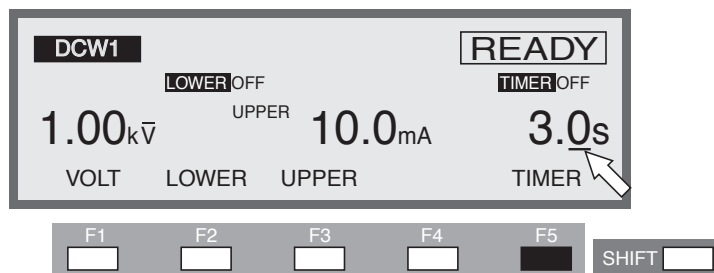 DCW1 READY
LOWER OFF TIMER OFF
UPPER
1.00kV 10.0mA 3.0s
VOLT LOWER UPPER TIMER
F1 F2 F3 F4 F5
SHIFT